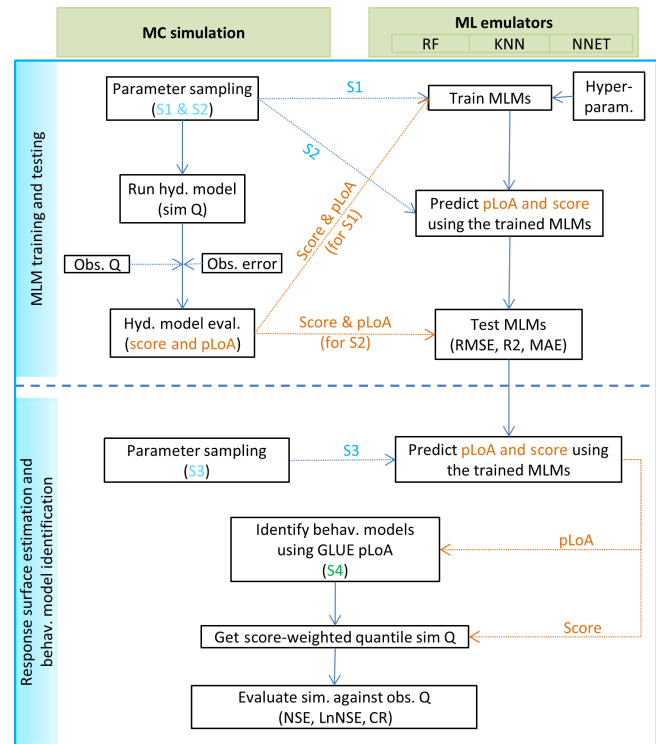 MC simulation
ML emulators
RF
KNN
NNET
MLM training and testing
Parameter sampling
(S1 & S2)
S1
Train MLMs
Hyper-
param.
S2
Run hyd. model
(sim Q)
Score & pLoA
(for S1)
Predict pLoA and score
using the trained MLMs
Obs. Q
Obs. error
Hyd. model eval.
(score and pLoA)
Score & pLoA
(for S2)
Test MLMs
(RMSE, R2, MAE)
Response surface estimation and
behav. model identification
Parameter sampling
(S3)
S3
Predict pLoA and score using
the trained MLMs
Identify behav. models
using GLUE pLoA
(S4)
pLoA
Get score-weighted quantile sim Q
Score
Evaluate sim. against obs. Q
(NSE, LnNSE, CR)